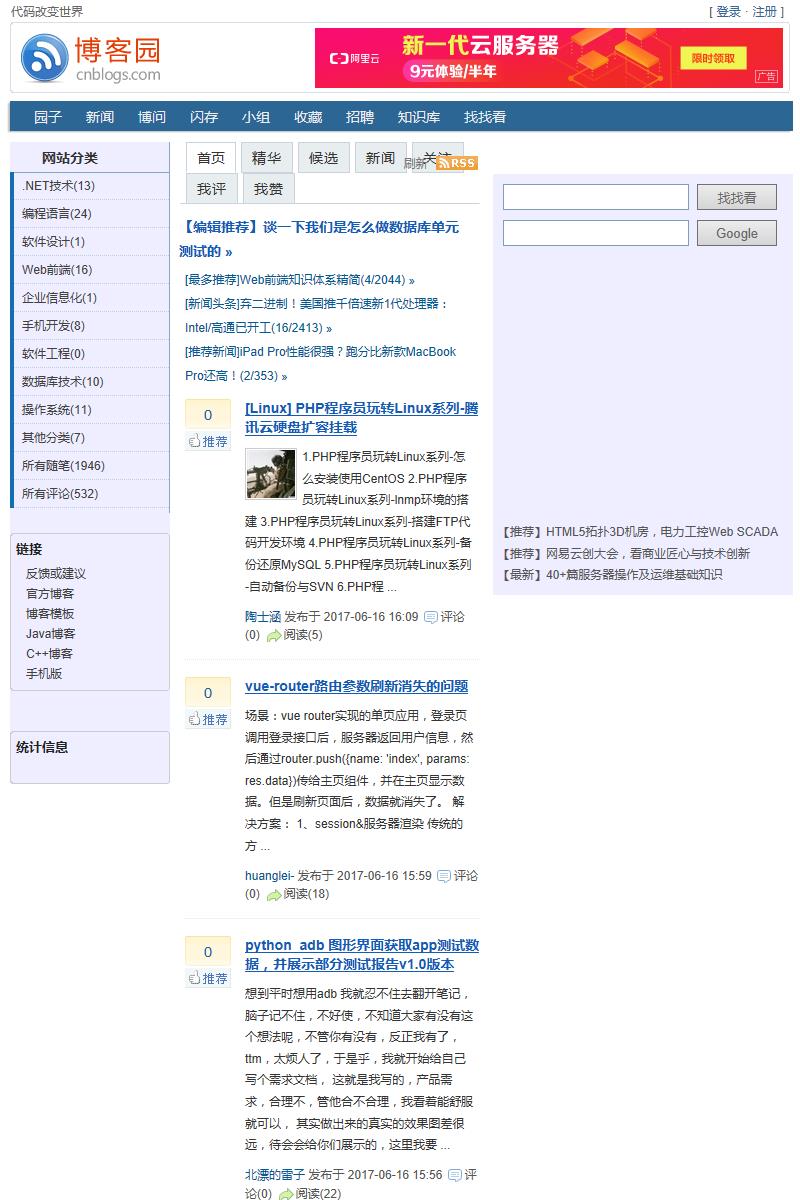 代码改变世界
[ 登录 · 注册 ]
博客园
cnblogs.com
阿里云
新一代云服务器
9元体验/半年
限时领取
广告
园子 新闻 博问 闪存 小组 收藏 招聘 知识库 找找看
网站分类
.NET技术(13)
编程语言(24)
软件设计(1)
Web前端(16)
企业信息化(1)
手机开发(8)
软件工程(0)
数据库技术(10)
操作系统(11)
其他分类(7)
所有随笔(1946)
所有评论(532)
链接
反馈或建议
官方博客
博客模板
Java博客
C++博客
手机版
统计信息
首页 精华 候选 新闻 关注
刷新 RSS
我评 我赞
【编辑推荐】谈一下我们是怎么做数据库单元
测试的 »
[最多推荐]Web前端知识体系精简(4/2044) »
[新闻头条]弃二进制！美国推千倍速新1代处理器：
Intel/高通已开工(16/2413) »
[推荐新闻]iPad Pro性能很强？跑分比新款MacBook
Pro还高！(2/353) »
0
推荐
[Linux] PHP程序员玩转Linux系列-腾
讯云硬盘扩容挂载
1.PHP程序员玩转Linux系列-怎
么安装使用CentOS 2.PHP程序
员玩转Linux系列-lnmp环境的搭
建 3.PHP程序员玩转Linux系列-搭建FTP代
码开发环境 4.PHP程序员玩转Linux系列-备
份还原MySQL 5.PHP程序员玩转Linux系列
-自动备份与SVN 6.PHP程 ...
陶士涵 发布于 2017-06-16 16:09 评论
(0) 阅读(5)
0
推荐
vue-router路由参数刷新消失的问题
场景：vue router实现的单页应用，登录页
调用登录接口后，服务器返回用户信息，然
后通过router.push({name: 'index', params:
res.data})传给主页组件，并在主页显示数
据。但是刷新页面后，数据就消失了。 解
决方案： 1、session&服务器渲染 传统的
方 ...
huanglei- 发布于 2017-06-16 15:59 评论
(0) 阅读(18)
0
推荐
python_adb 图形界面获取app测试数
据，并展示部分测试报告v1.0版本
想到平时想用adb 我就忍不住去翻开笔记，
脑子记不住，不好使，不知道大家有没有这
个想法呢，不管你有没有，反正我有了，
ttm，太烦人了，于是乎，我就开始给自己
写个需求文档， 这就是我写的，产品需
求，合理不，管他合不合理，我看着能舒服
就可以， 其实做出来的真实的效果图差很
远，待会会给你们展示的，这里我要 ...
北漂的雷子 发布于 2017-06-16 15:56 评
论(0) 阅读(22)
找找看
Google
【推荐】HTML5拓扑3D机房，电力工控Web SCADA
【推荐】网易云创大会，看商业匠心与技术创新
【最新】40+篇服务器操作及运维基础知识